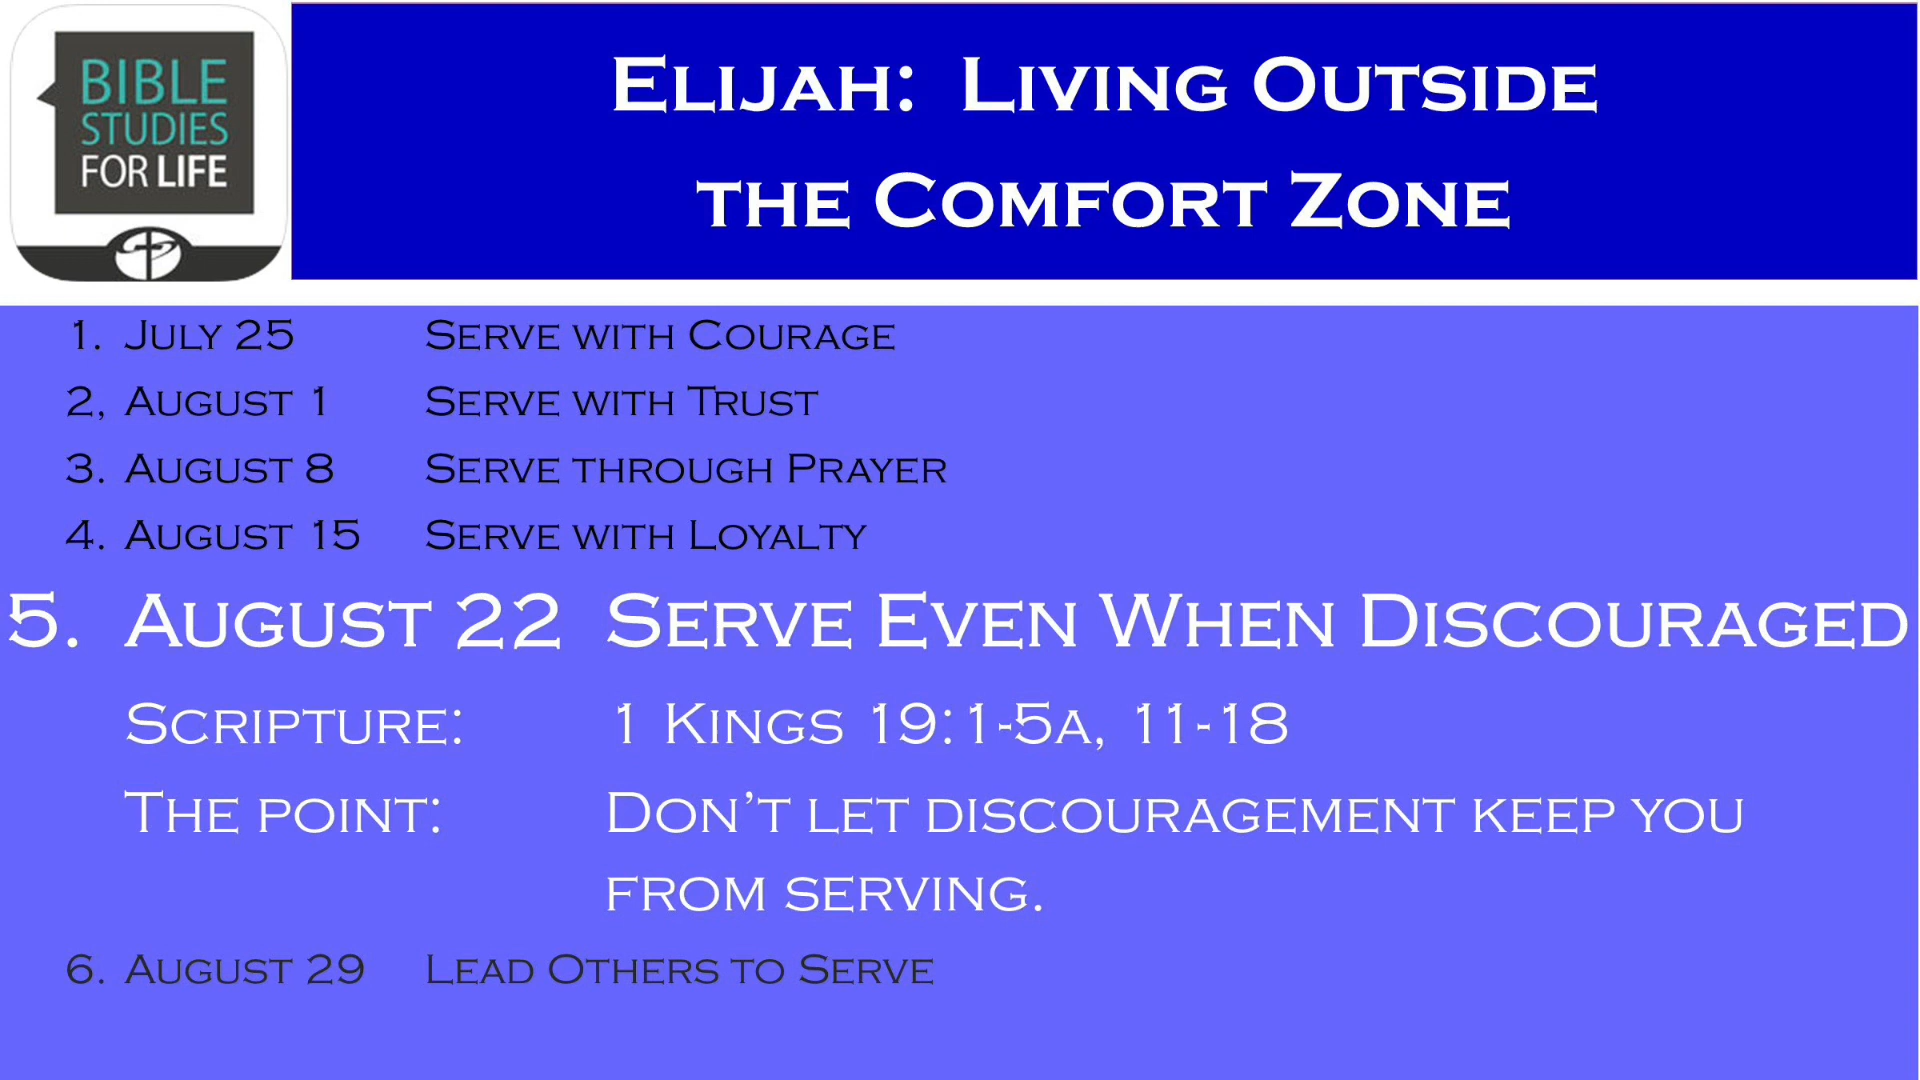 BIBLE
STUDIES
FOR LIFE
Elijah: Living Outside
the Comfort Zone
1. July 25 Serve with Courage
2, August 1 Serve with Trust
3. August 8 Serve through Prayer
4. August 15 Serve with Loyalty
5. August 22 Serve Even When Discouraged
Scripture: 1 Kings 19:1-5a, 11-18
The point: Don’t let discouragement keep you
from serving.
6. August 29 Lead Others to Serve